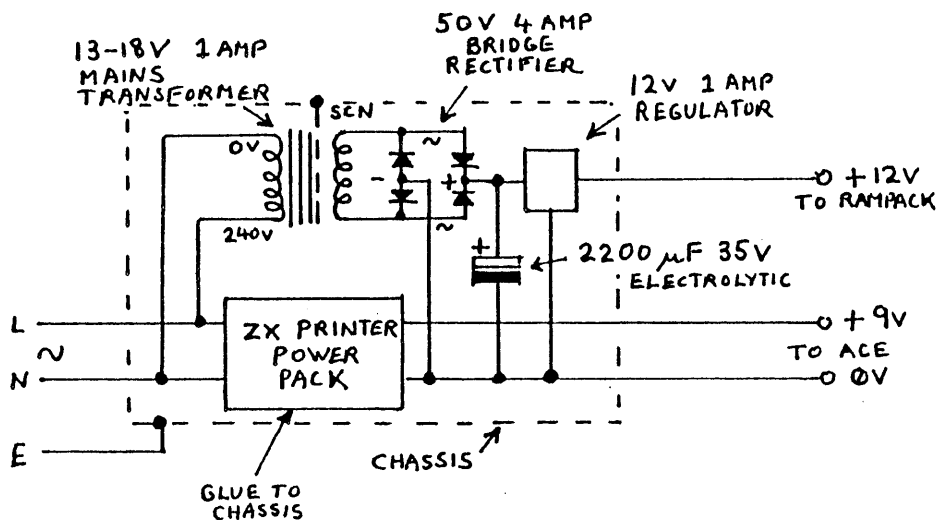 50V 4 AMP
BRIDGE
RECTIFIER
13-18V 1 AMP
MAINS
TRANSFORMER
12V 1 AMP
REGULATOR
SCN
0V
~
- +
240V
~
+12V
TO RAMPACK
+
2200 µF 35V
ELECTROLYTIC
L
~
N
E
ZX PRINTER
POWER
PACK
+9V
TO ACE
0V
CHASSIS
GLUE TO
CHASSIS